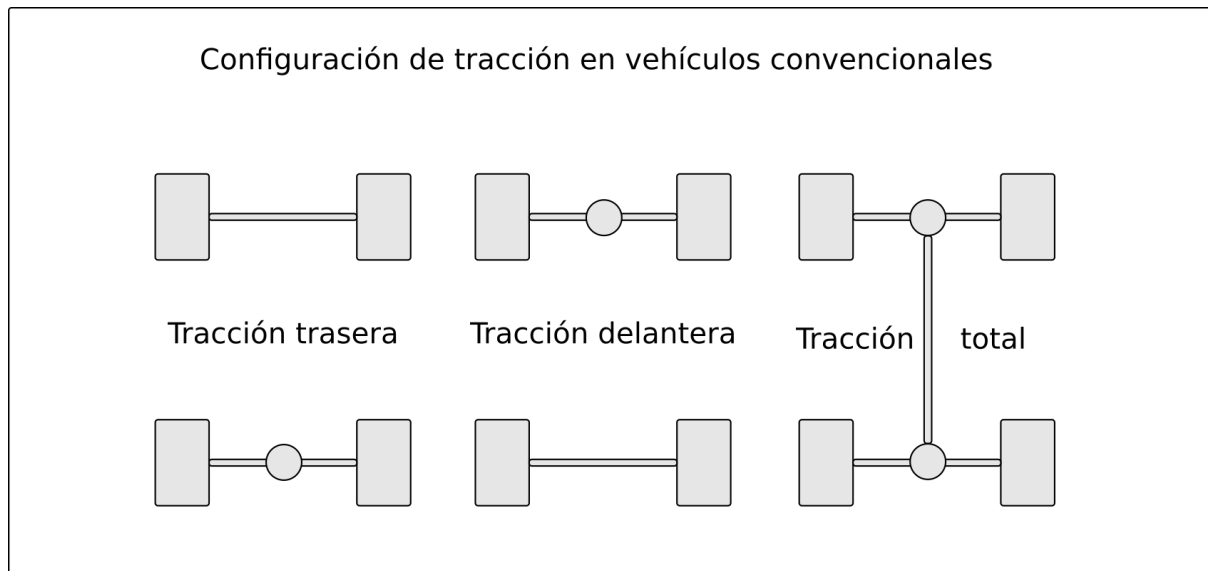 Configuración de tracción en vehículos convencionales
Tracción trasera
Tracción delantera
Tracción total